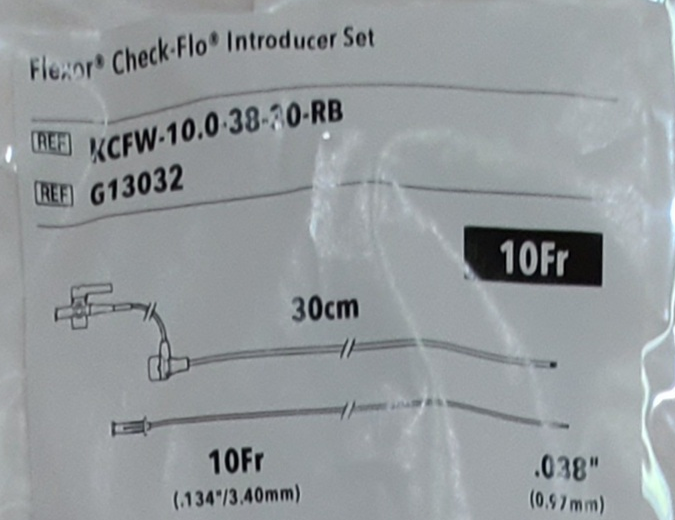 Flexor® Check-Flo® Introducer Set
REF KCFW-10.0-38-30-RB
REF G13032
10Fr
30cm
10Fr
(.134"/3.40mm)
.038"
(0.97mm)